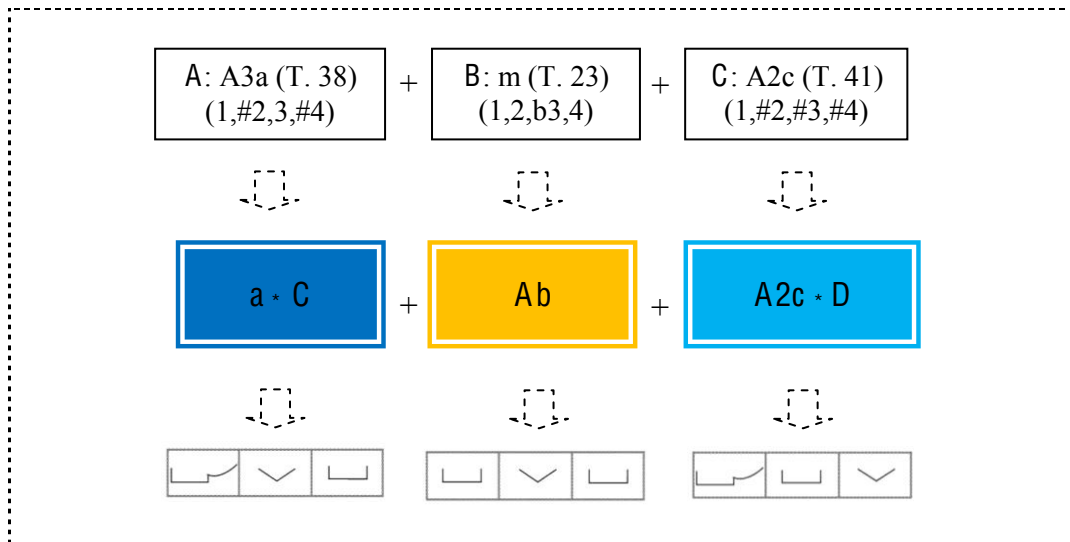 A: A3a (T. 38) + B: m (T. 23) + C: A2c (T. 41)
(1,#2,3,#4) (1,2,b3,4) (1,#2,#3,#4)
a * C + Ab + A2c * D